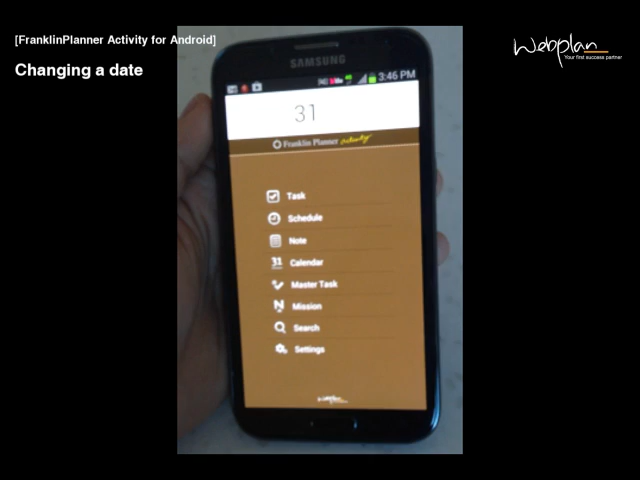 [FranklinPlanner Activity for Android]
Changing a date
Webplan
Your first success partner
SAMSUNG
3:46 PM
31
Franklin Planner Activity
Task
Schedule
Note
31 Calendar
Master Task
Mission
Search
Settings